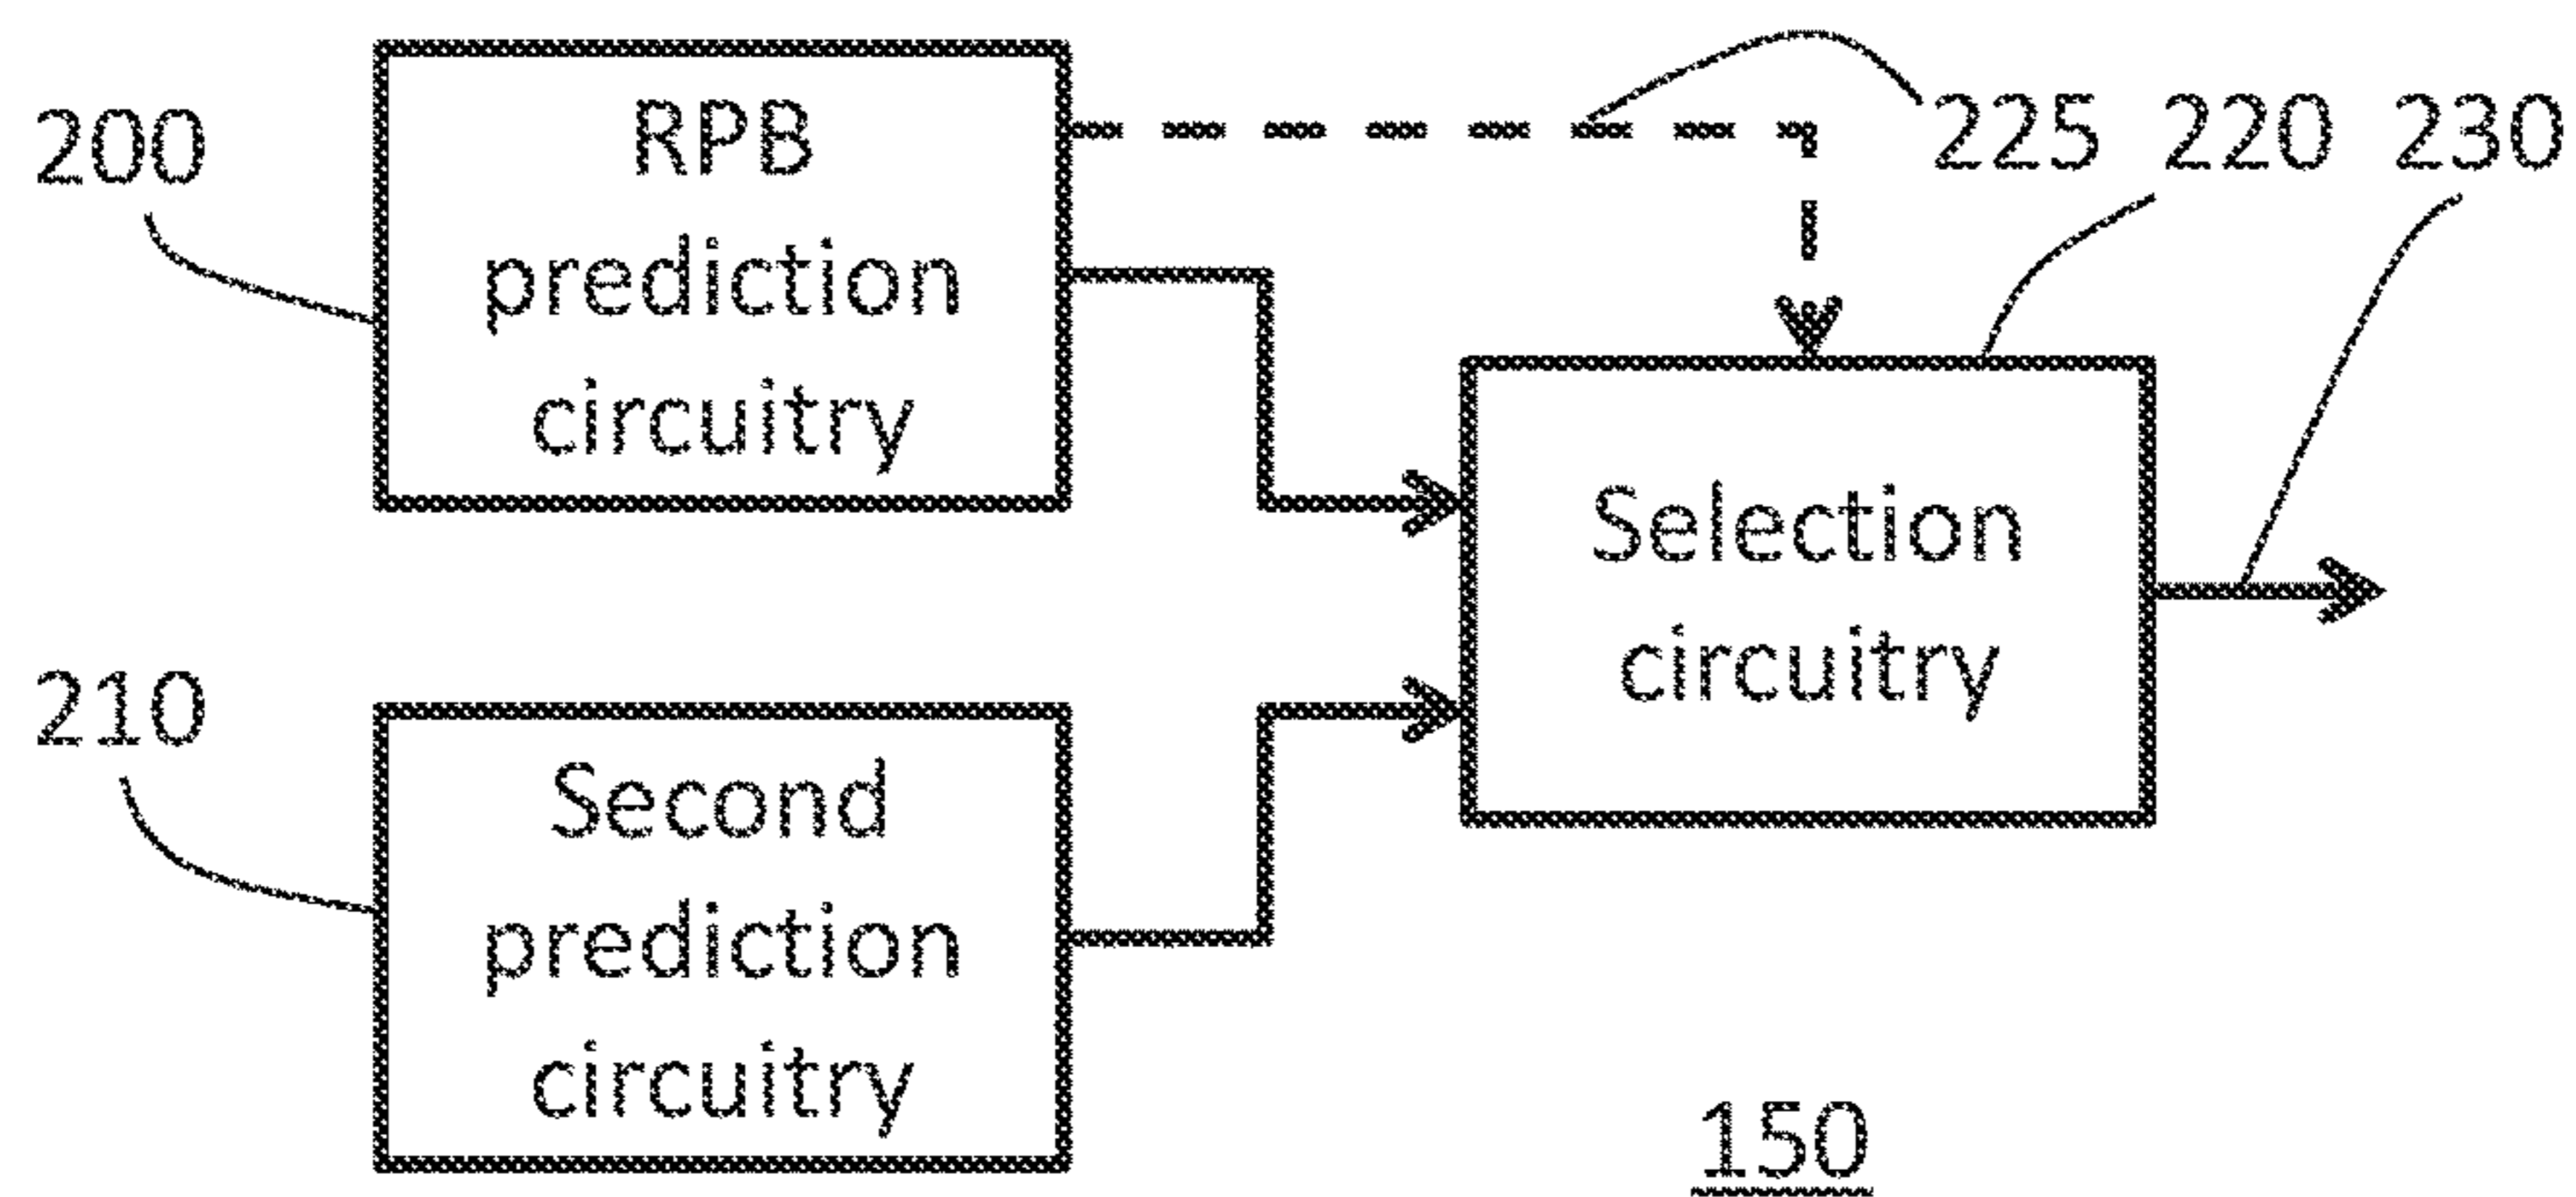 200
RPB
prediction
circuitry
225 220 230
Selection
circuitry
210
Second
prediction
circuitry
150